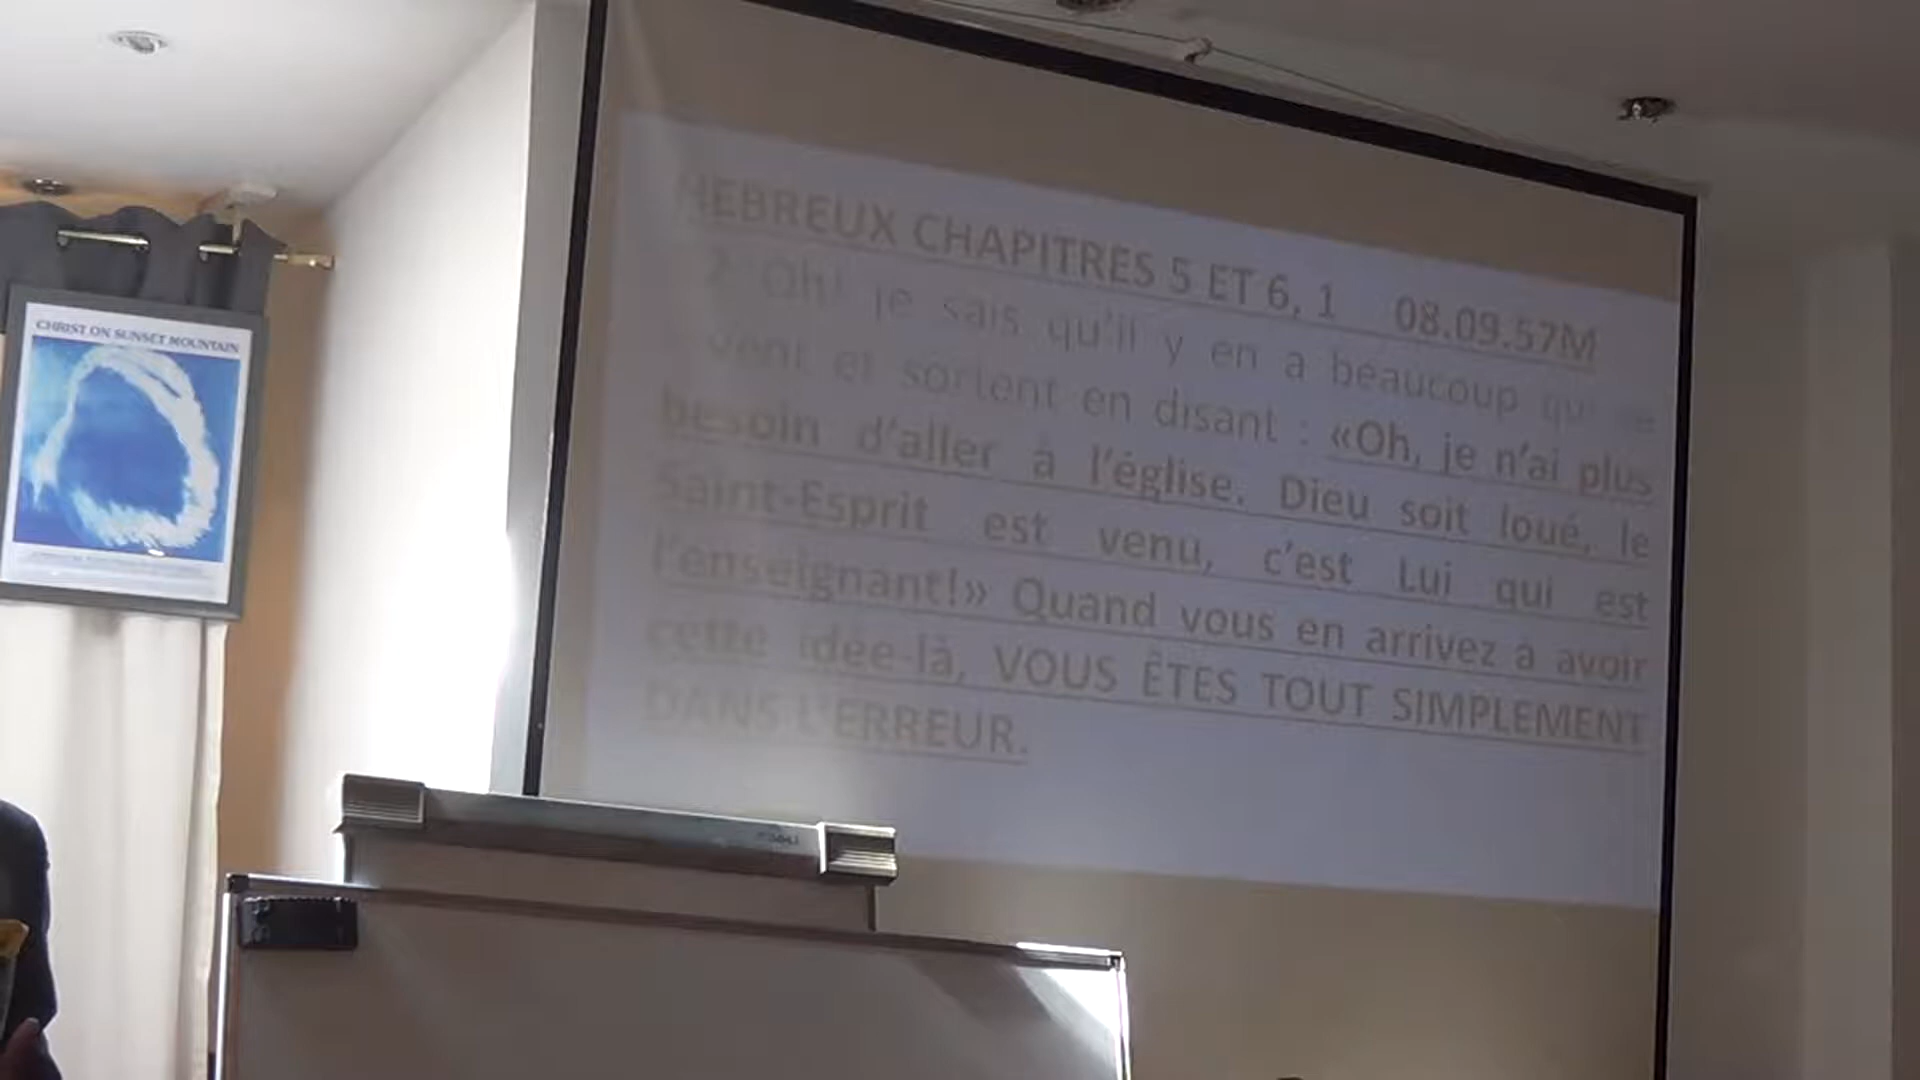 CHRIST ON SUNSET MOUNTAIN
HEBREUX CHAPITRES 5 ET 6, 1 08.09.57M
2 Oh! je sais qu'il y en a beaucoup qui se
vent et sortent en disant : «Oh, je n'ai plus
besoin d'aller à l'église. Dieu soit loué, le
Saint-Esprit est venu, c'est Lui qui est
l'enseignant!» Quand vous en arrivez à avoir
cette idée-là, VOUS ÊTES TOUT SIMPLEMENT
DANS L'ERREUR.